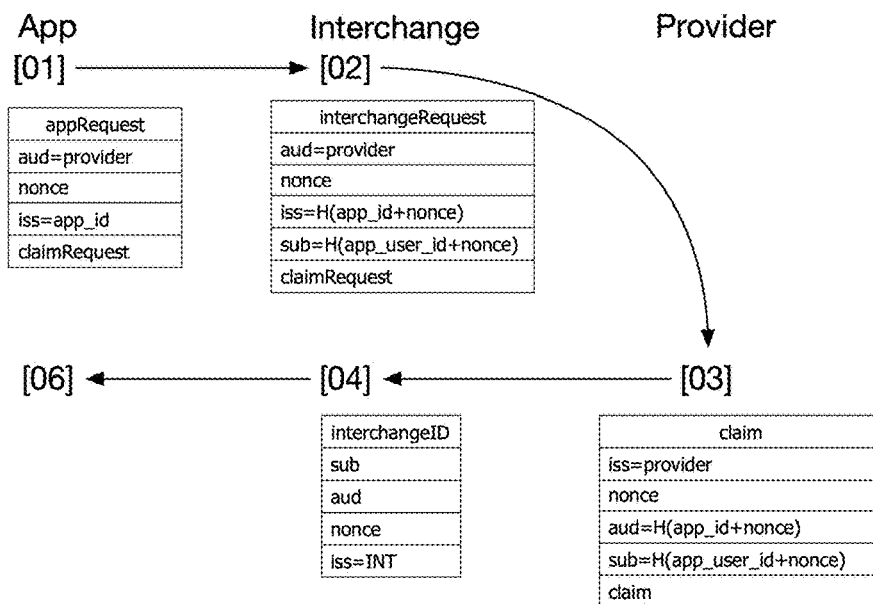 App Interchange Provider
[01] [02]
appRequest
aud=provider
nonce
iss=app_id
claimRequest
interchangeRequest
aud=provider
nonce
iss=H(app_id+nonce)
sub=H(app_user_id+nonce)
claimRequest
[06] [04] [03]
interchangeID
sub
aud
nonce
iss=INT
claim
iss=provider
nonce
aud=H(app_id+nonce)
sub=H(app_user_id+nonce)
claim